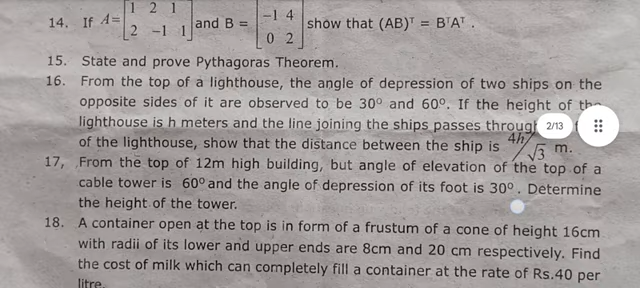 14. If A= [1 2 1 2 -1 1] and B = [-1 4 0 2] show that (AB)ᵀ = BᵀAᵀ .
15. State and prove Pythagoras Theorem.
16. From the top of a lighthouse, the angle of depression of two ships on the
opposite sides of it are observed to be 30⁰ and 60⁰. If the height of the
lighthouse is h meters and the line joining the ships passes through
2/13
of the lighthouse, show that the distance between the ship is 4h/√3 m.
17, From the top of 12m high building, but angle of elevation of the top of a
cable tower is 60⁰ and the angle of depression of its foot is 30⁰. Determine
the height of the tower.
18. A container open at the top is in form of a frustum of a cone of height 16cm
with radii of its lower and upper ends are 8cm and 20 cm respectively. Find
the cost of milk which can completely fill a container at the rate of Rs.40 per
litre.